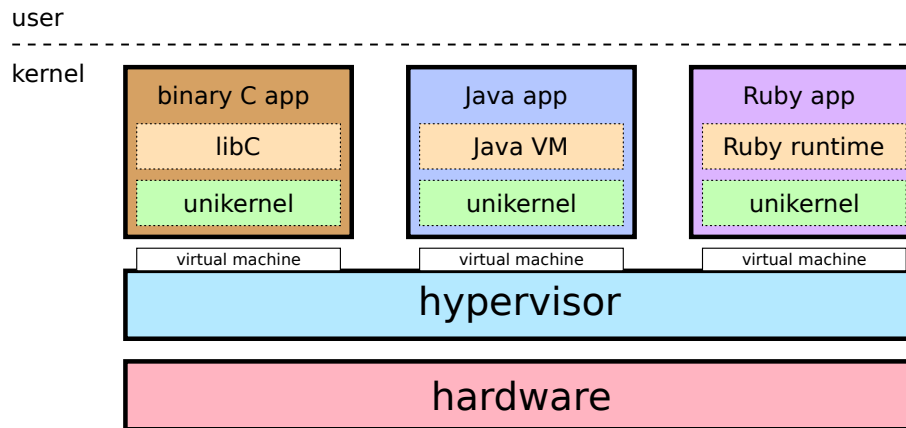 user
kernel
binary C app
libC
unikernel
Java app
Java VM
unikernel
Ruby app
Ruby runtime
unikernel
virtual machine
virtual machine
virtual machine
hypervisor
hardware